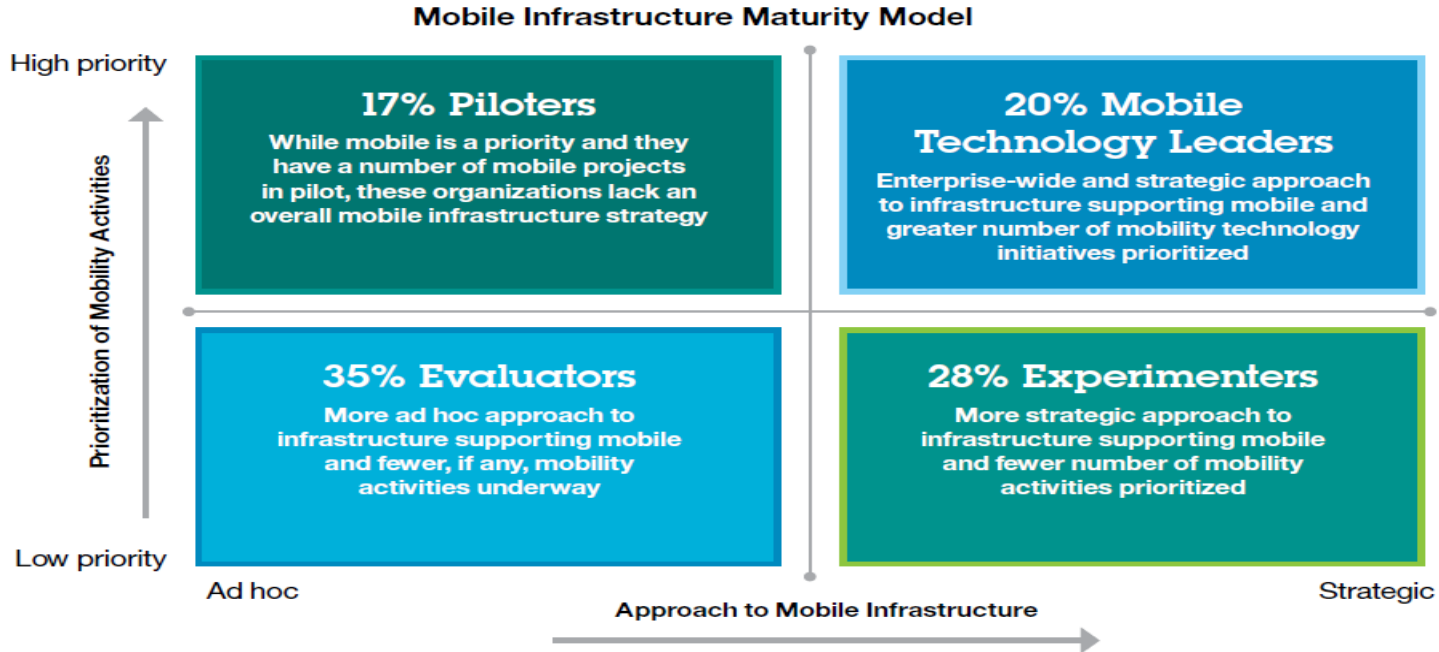 Mobile Infrastructure Maturity Model
High priority
17% Piloters
While mobile is a priority and they
have a number of mobile projects
in pilot, these organizations lack an
overall mobile infrastructure strategy
20% Mobile
Technology Leaders
Enterprise-wide and strategic approach
to infrastructure supporting mobile and
greater number of mobility technology
initiatives prioritized
Prioritization of Mobility Activities
35% Evaluators
More ad hoc approach to
infrastructure supporting mobile
and fewer, if any, mobility
activities underway
28% Experimenters
More strategic approach to
infrastructure supporting mobile
and fewer number of mobility
activities prioritized
Low priority
Ad hoc
Strategic
Approach to Mobile Infrastructure